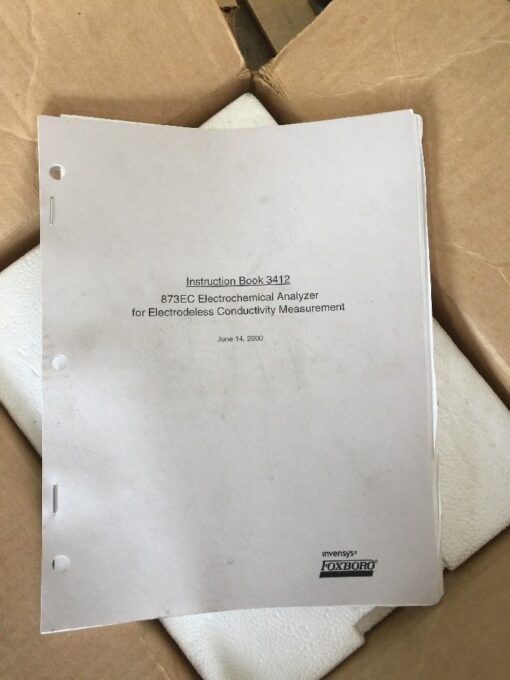 Instruction Book 3412
873EC Electrochemical Analyzer
for Electrodeless Conductivity Measurement
June 14, 2000
invensys®
FOXBORO®